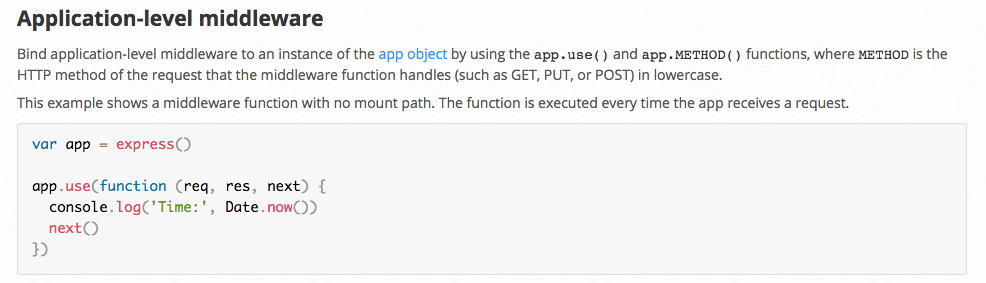 Application-level middleware
Bind application-level middleware to an instance of the app object by using the app.use() and app.METHOD() functions, where METHOD is the
HTTP method of the request that the middleware function handles (such as GET, PUT, or POST) in lowercase.
This example shows a middleware function with no mount path. The function is executed every time the app receives a request.
var app = express()

app.use(function (req, res, next) {
  console.log('Time:', Date.now())
  next()
})